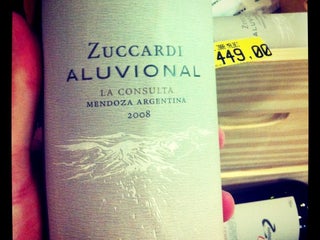 ZUCCARDI
ALUVIONAL
LA CONSULTA
MENDOZA ARGENTINA
2008
449.00